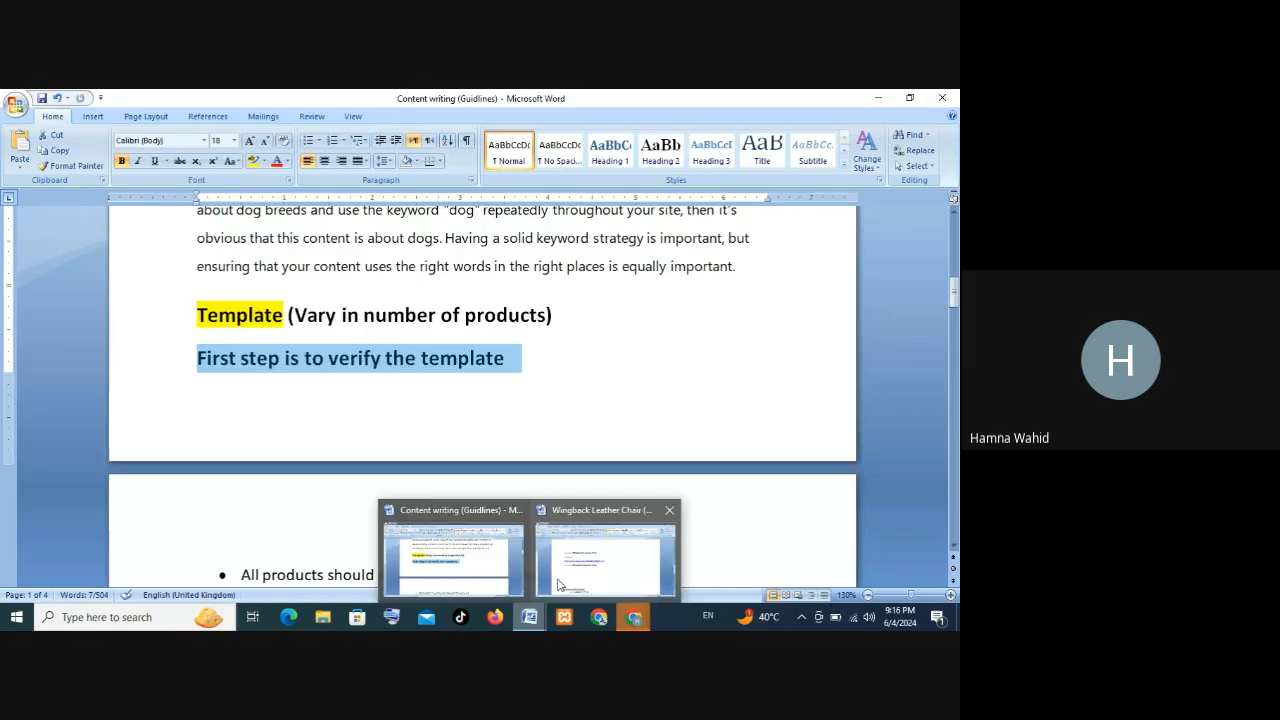 Content writing (Guidlines) - Microsoft Word
Home Insert Page Layout References Mailings Review View
Paste
Cut
Copy
Format Painter
Clipboard
Calibri (Body) 18
Font
Paragraph
AaBbCcDc
¶ Normal
AaBbCcDc
¶ No Spaci...
AaBbC
Heading 1
AaBb
Heading 2
AaBbCcI
Heading 3
AaB
Title
AaBbCc.
Subtitle
Change Styles
Styles
Find
Replace
Select
Editing
about dog breeds and use the keyword "dog" repeatedly throughout your site, then it's
obvious that this content is about dogs. Having a solid keyword strategy is important, but
ensuring that your content uses the right words in the right places is equally important.
Template (Vary in number of products)
First step is to verify the template
Content writing (Guidlines) - M...
Wingback Leather Chair (...
• All products should
Page: 1 of 4 Words: 7/504 English (United Kingdom) 130%
Type here to search
EN 40°C
9:16 PM
6/4/2024
H
Hamna Wahid